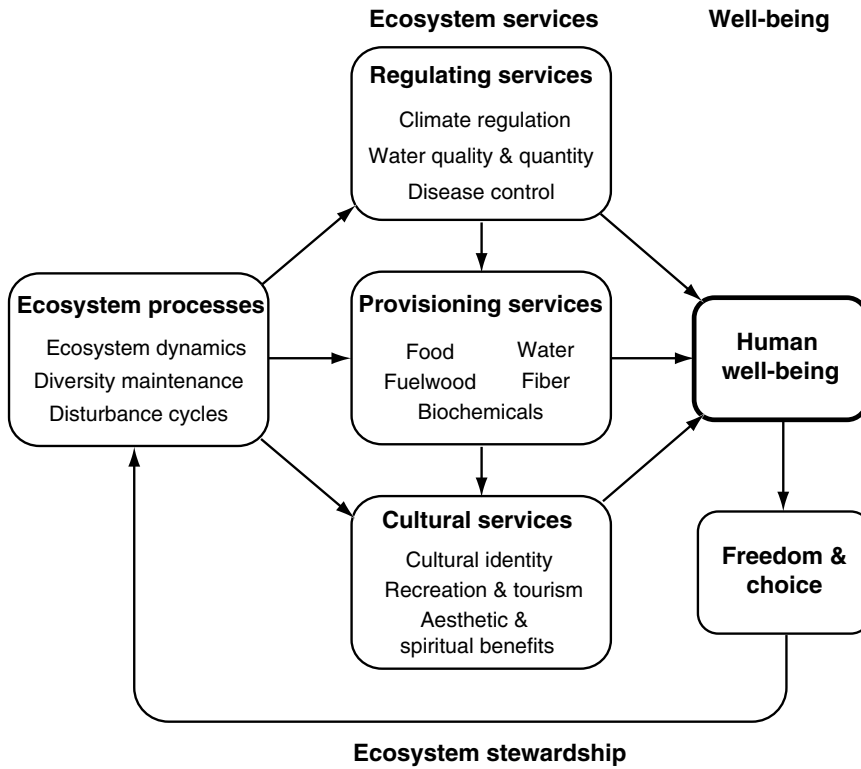 Ecosystem services
Well-being
Regulating services
Climate regulation
Water quality & quantity
Disease control
Ecosystem processes
Ecosystem dynamics
Diversity maintenance
Disturbance cycles
Provisioning services
Food Water
Fuelwood Fiber
Biochemicals
Human
well-being
Cultural services
Cultural identity
Recreation & tourism
Aesthetic &
spiritual benefits
Freedom &
choice
Ecosystem stewardship